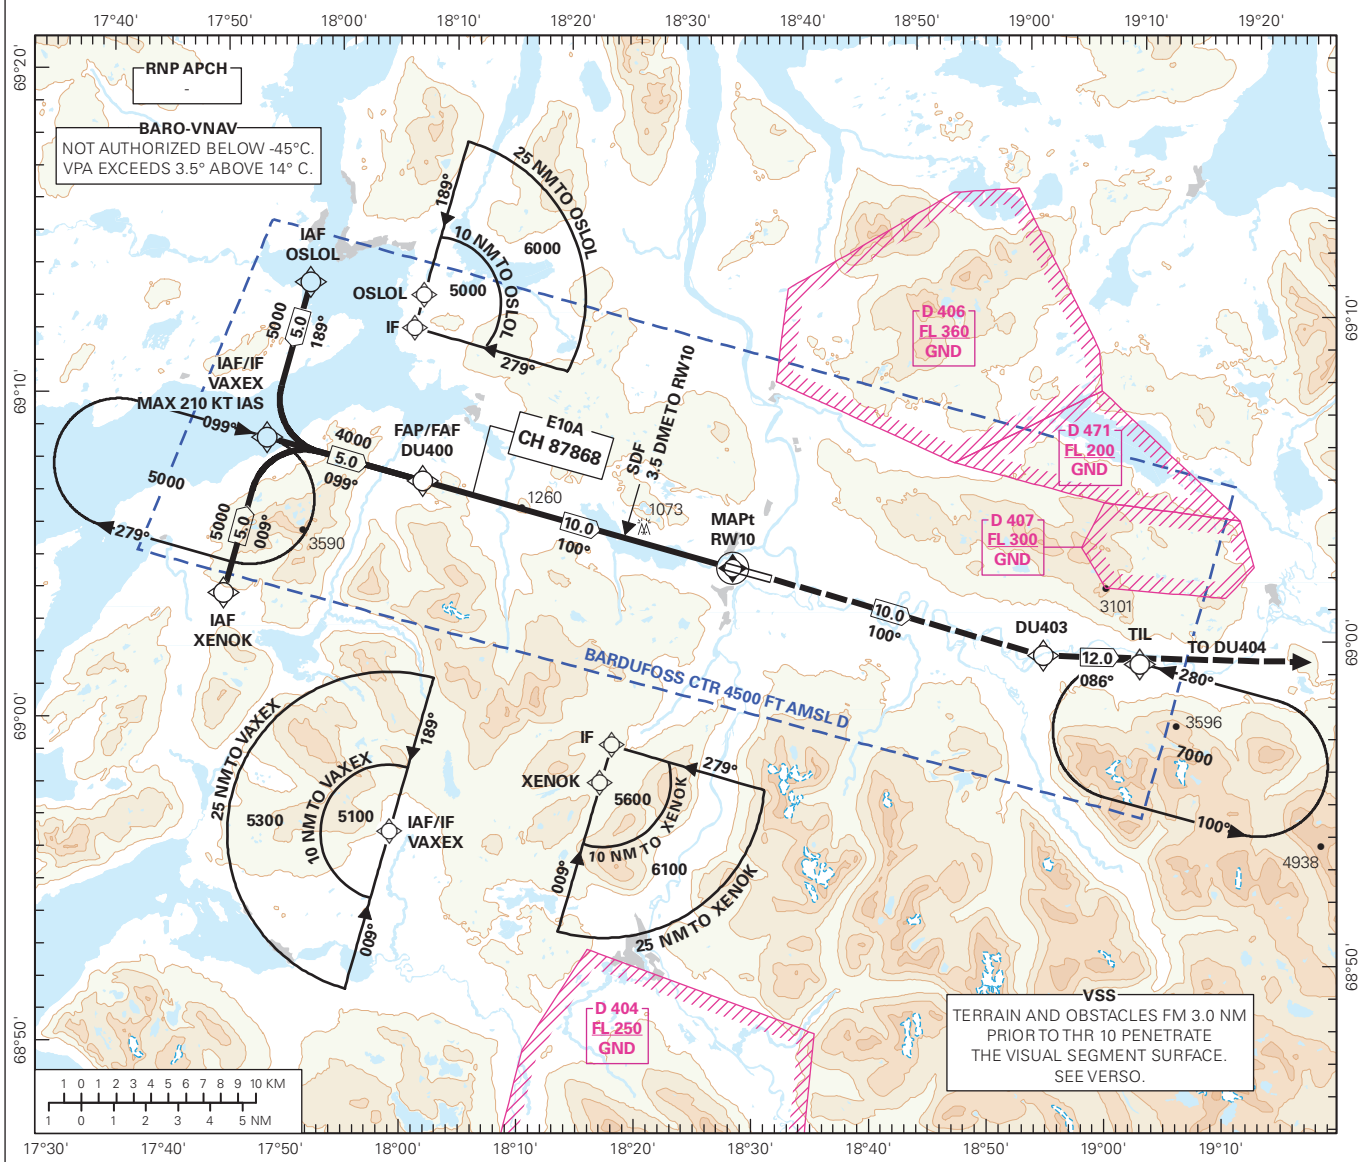 17°40'
17°50'
18°00'
18°10'
18°20'
18°30'
18°40'
18°50'
19°00'
19°10'
19°20'
69°20'
69°10'
69°00'
68°50'
RNP APCH
-
BARO-VNAV
NOT AUTHORIZED BELOW -45°C.
VPA EXCEEDS 3.5° ABOVE 14° C.
IAF
OSLOL
5000
5.0
189°
IAF/IF
VAXEX
MAX 210 KT IAS
099°
5000
279°
5000
5.0
009°
3590
IAF
XENOK
4000
5.0
099°
FAP/FAF
DU400
E10A
CH 87868
1260
10.0
100°
SDF
3.5 DME TO RW10
1073
MAPt
RW10
10.0
100°
DU403
12.0
086°
TIL
TO DU404
280°
3596
7000
100°
4938
3101
189°
25 NM TO OSLOL
10 NM TO OSLOL
6000
5000
OSLOL
IF
279°
D 406
FL 360
GND
D 471
FL 200
GND
D 407
FL 300
GND
BARDUFOSS CTR 4500 FT AMSL D
25 NM TO VAXEX
10 NM TO VAXEX
189°
5300
5100
IAF/IF
VAXEX
009°
IF
XENOK
279°
5600
10 NM TO XENOK
6100
009°
25 NM TO XENOK
D 404
FL 250
GND
VSS
TERRAIN AND OBSTACLES FM 3.0 NM
PRIOR TO THR 10 PENETRATE
THE VISUAL SEGMENT SURFACE.
SEE VERSO.
1 0 1 2 3 4 5 6 7 8 9 10 KM
1 0 1 2 3 4 5 NM
69°10'
69°00'
68°50'
17°30'
17°40'
17°50'
18°00'
18°10'
18°20'
18°30'
18°40'
18°50'
19°00'
19°10'